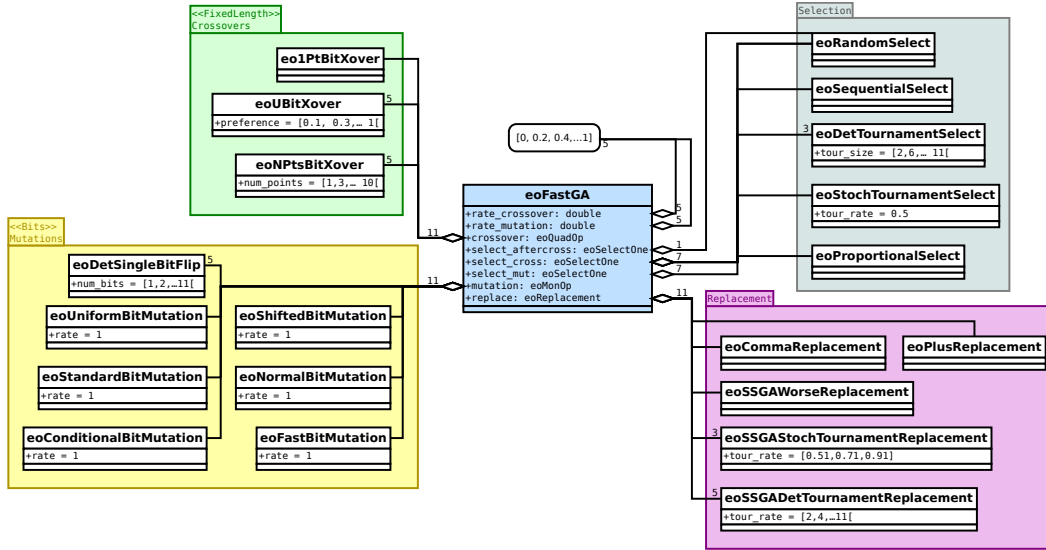 <<FixedLength>>
Crossovers
eo1PtBitXover
eoUBitXover
5
+preference = [0.1, 0.3,… 1[
eoNPtsBitXover
5
+num_points = [1,3,… 10[
<<Bits>>
Mutations
eoDetSingleBitFlip
5
+num_bits = [1,2,…11[
eoUniformBitMutation
+rate = 1
eoShiftedBitMutation
+rate = 1
eoStandardBitMutation
+rate = 1
eoNormalBitMutation
+rate = 1
eoConditionalBitMutation
+rate = 1
eoFastBitMutation
+rate = 1
[0, 0.2, 0.4,…1]
5
eoFastGA
+rate_crossover: double
+rate_mutation: double
+crossover: eoQuadOp
+select_aftercross: eoSelectOne
+select_cross: eoSelectOne
+select_mut: eoSelectOne
+mutation: eoMonOp
+replace: eoReplacement
11
11
5
5
1
7
7
11
Selection
eoRandomSelect
eoSequentialSelect
3
eoDetTournamentSelect
+tour_size = [2,6,… 11[
eoStochTournamentSelect
+tour_rate = 0.5
eoProportionalSelect
Replacement
eoCommaReplacement
eoPlusReplacement
eoSSGAWorseReplacement
3
eoSSGAStochTournamentReplacement
+tour_rate = [0.51,0.71,0.91]
5
eoSSGADetTournamentReplacement
+tour_rate = [2,4,…11[